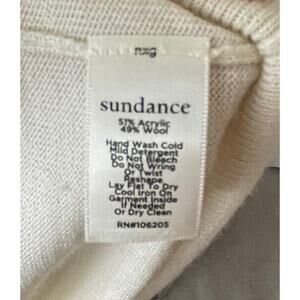 sundance
51% Acrylic
49% Wool
Hand Wash Cold
Mild Detergent
Do Not Bleach
Do Not Wring
Or Twist
Reshape
Lay Flat To Dry
Cool Iron On
Garment Inside
If Needed
Or Dry Clean
RN#106205